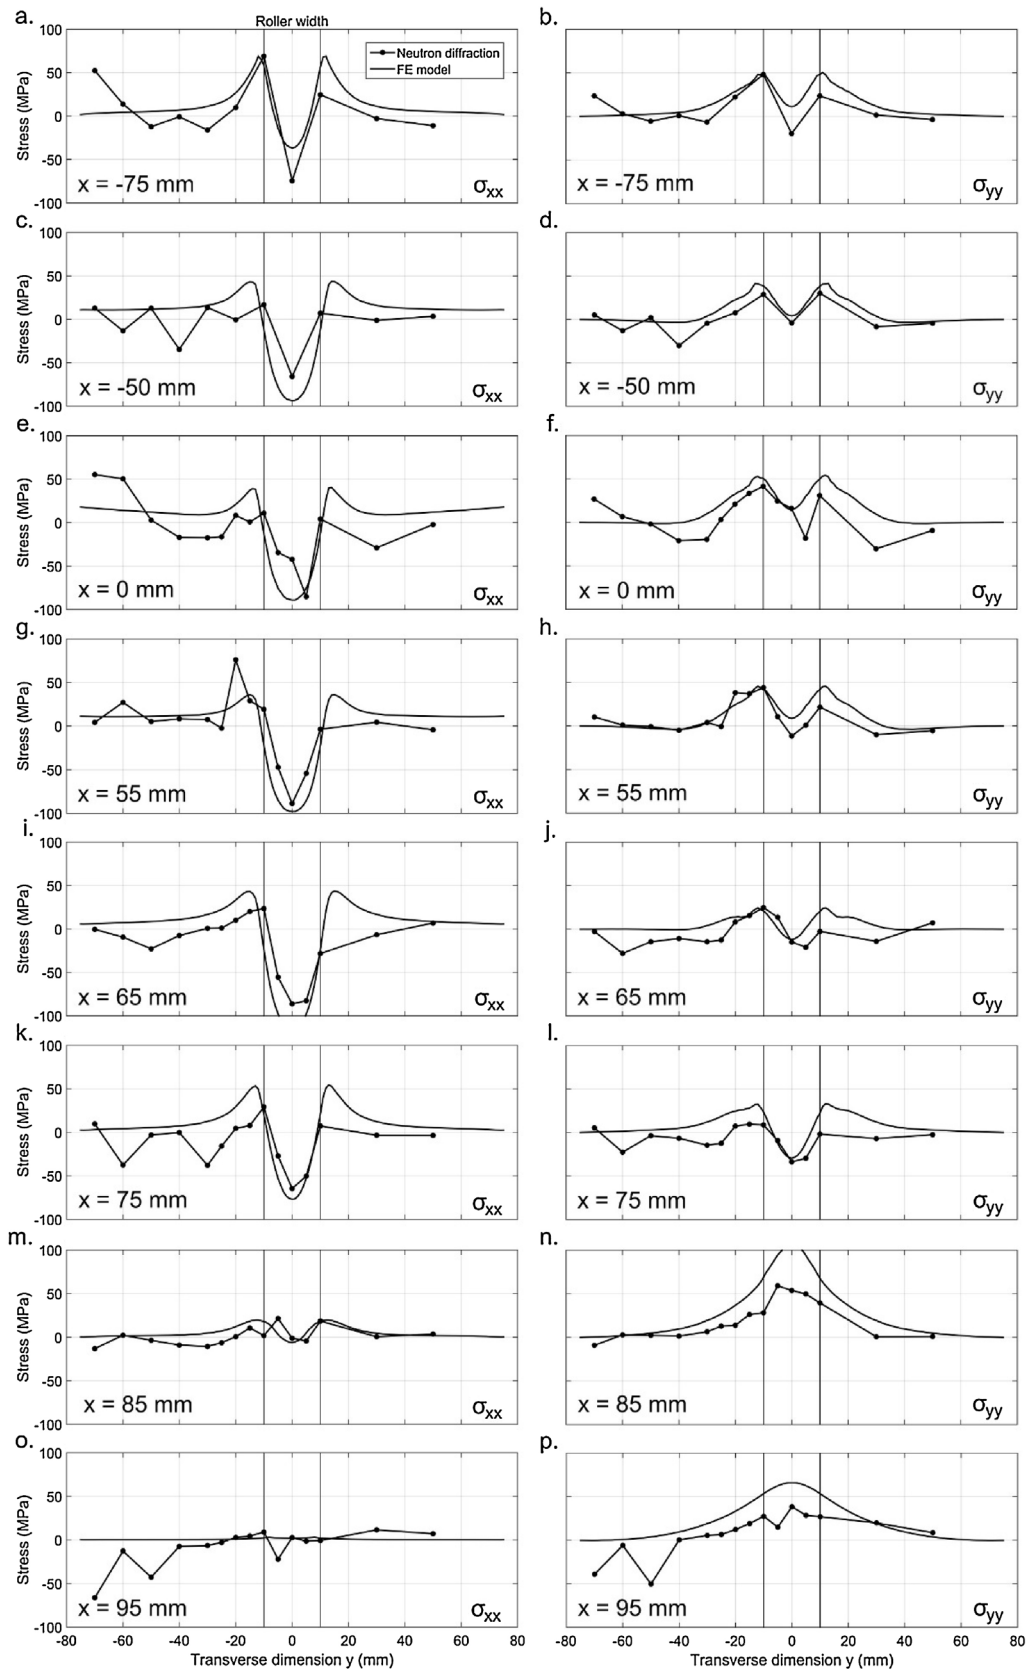 a.
Roller width
b.
Neutron diffraction
FE model
Stress (MPa)
100
50
0
-50
-100
x = -75 mm
σxx
x = -75 mm
σyy
c.
d.
Stress (MPa)
100
50
0
-50
-100
x = -50 mm
σxx
x = -50 mm
σyy
e.
f.
Stress (MPa)
100
50
0
-50
-100
x = 0 mm
σxx
x = 0 mm
σyy
g.
h.
Stress (MPa)
100
50
0
-50
-100
x = 55 mm
σxx
x = 55 mm
σyy
i.
j.
Stress (MPa)
100
50
0
-50
-100
x = 65 mm
σxx
x = 65 mm
σyy
k.
l.
Stress (MPa)
100
50
0
-50
-100
x = 75 mm
σxx
x = 75 mm
σyy
m.
n.
Stress (MPa)
100
50
0
-50
-100
x = 85 mm
σxx
x = 85 mm
σyy
o.
p.
Stress (MPa)
100
50
0
-50
-100
x = 95 mm
σxx
x = 95 mm
σyy
-80 -60 -40 -20 0 20 40 60 80
-80 -60 -40 -20 0 20 40 60 80
Transverse dimension y (mm)
Transverse dimension y (mm)